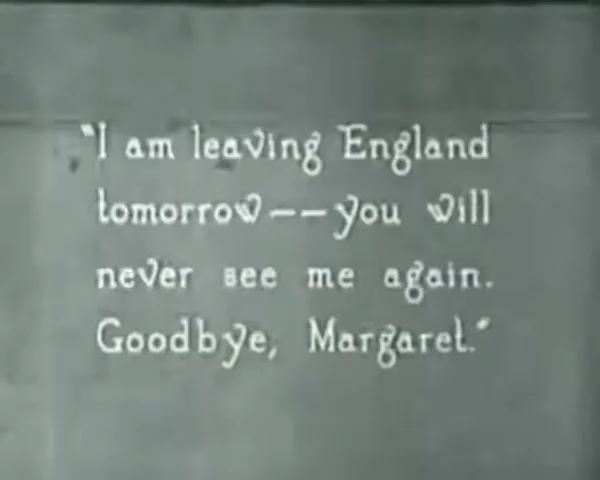 "I am leaving England
tomorrow--you will
never see me again.
Goodbye, Margaret."